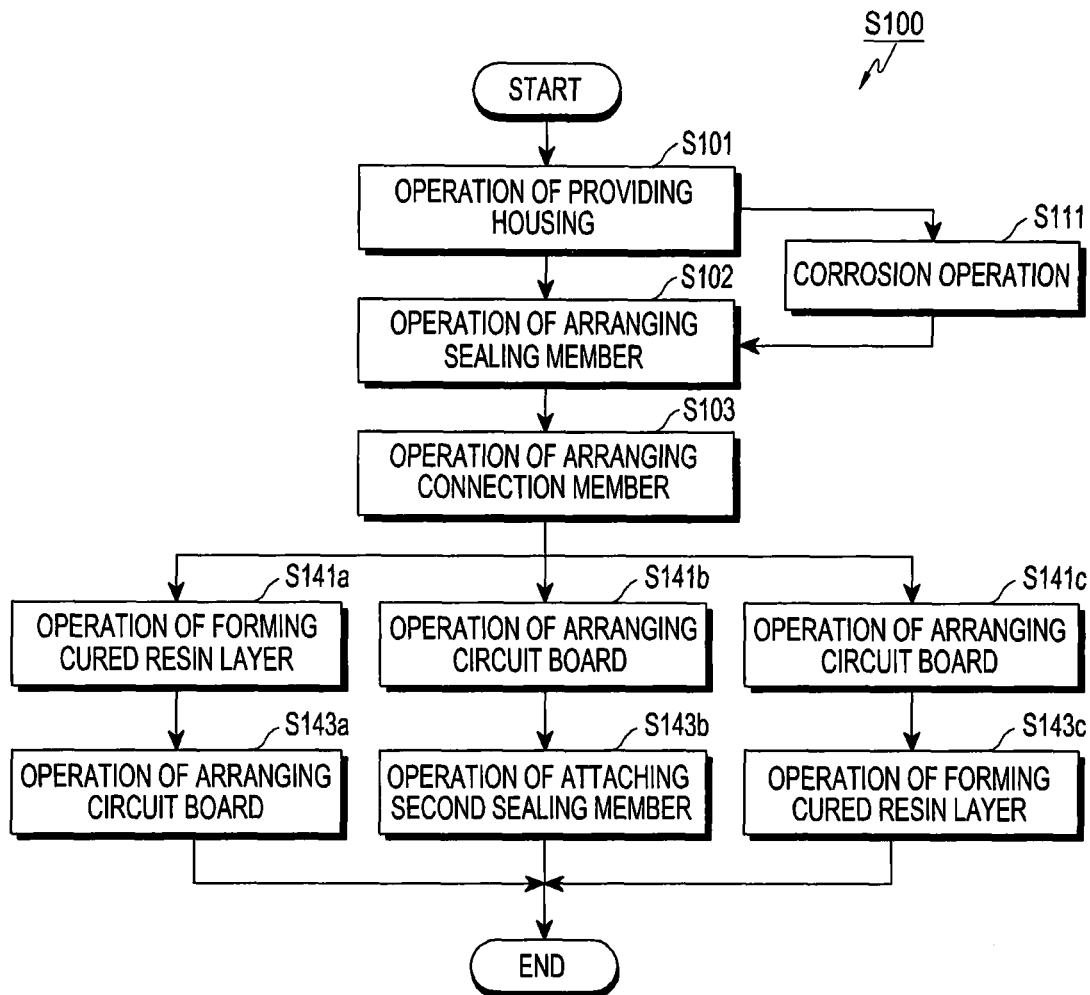 S100
START
S101
OPERATION OF PROVIDING
HOUSING
S111
CORROSION OPERATION
S102
OPERATION OF ARRANGING
SEALING MEMBER
S103
OPERATION OF ARRANGING
CONNECTION MEMBER
S141a
OPERATION OF FORMING
CURED RESIN LAYER
S141b
OPERATION OF ARRANGING
CIRCUIT BOARD
S141c
OPERATION OF ARRANGING
CIRCUIT BOARD
S143a
OPERATION OF ARRANGING
CIRCUIT BOARD
S143b
OPERATION OF ATTACHING
SECOND SEALING MEMBER
S143c
OPERATION OF FORMING
CURED RESIN LAYER
END